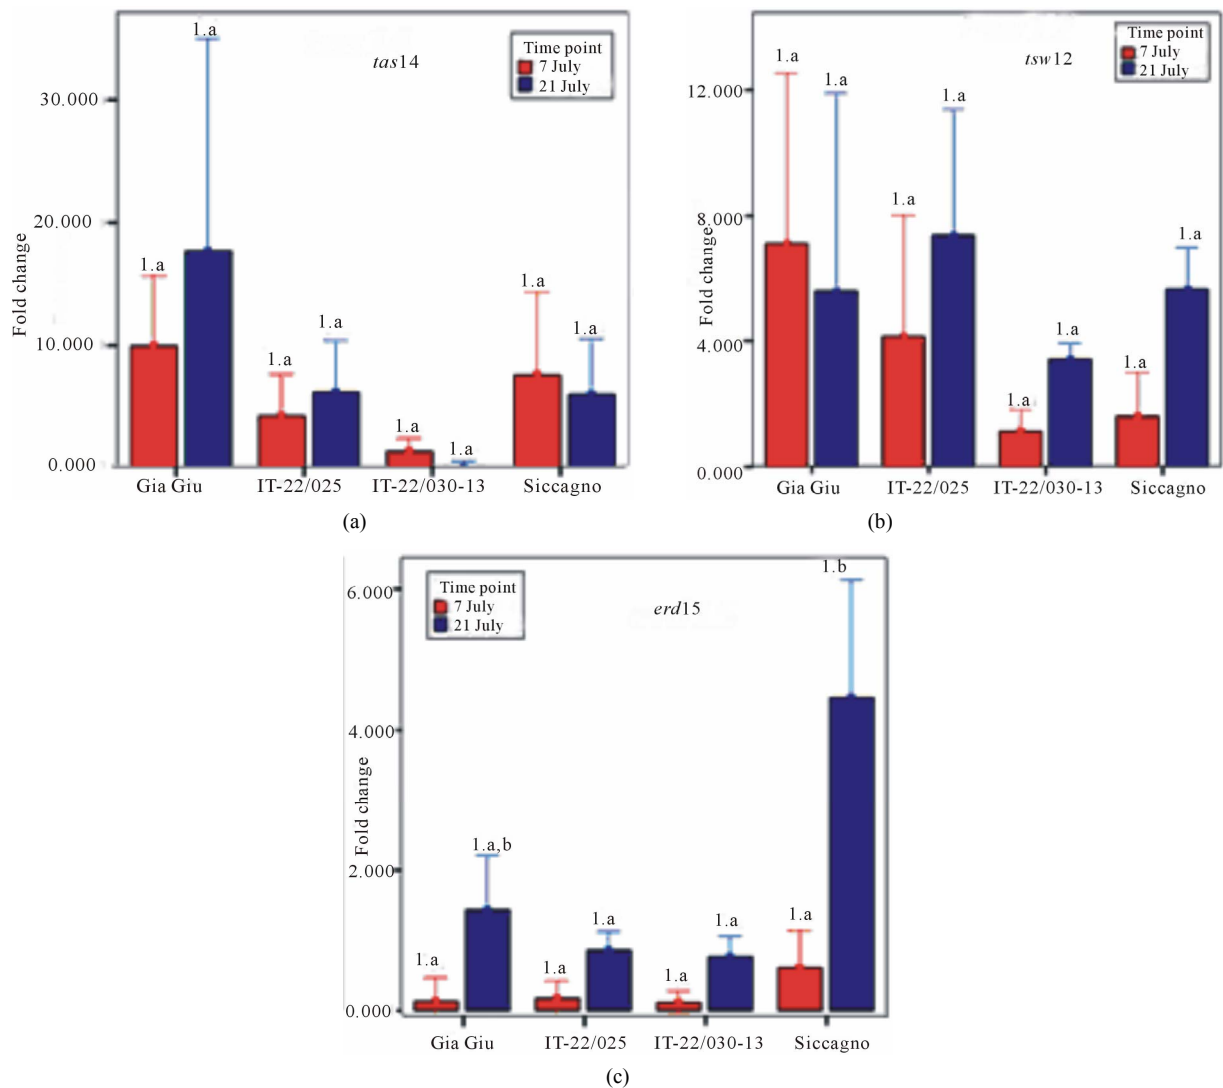 1.a
tas14
Time point
7 July
21 July
30.000
20.000
10.000
0.000
Fold change
1.a
1.a
1.a
1.a
1.a
1.a
1.a
Gia Giu IT-22/025 IT-22/030-13 Siccagno
(a)
tsw12
Time point
7 July
21 July
12.000
8.000
4.000
0.000
Fold change
1.a
1.a
1.a
1.a
1.a
1.a
1.a
1.a
Gia Giu IT-22/025 IT-22/030-13 Siccagno
(b)
Time point
7 July
21 July
erd15
1.b
6.000
4.000
2.000
0.000
Fold change
1.a
1.a,b
1.a
1.a
1.a
1.a
1.a
Gia Giu IT-22/025 IT-22/030-13 Siccagno
(c)